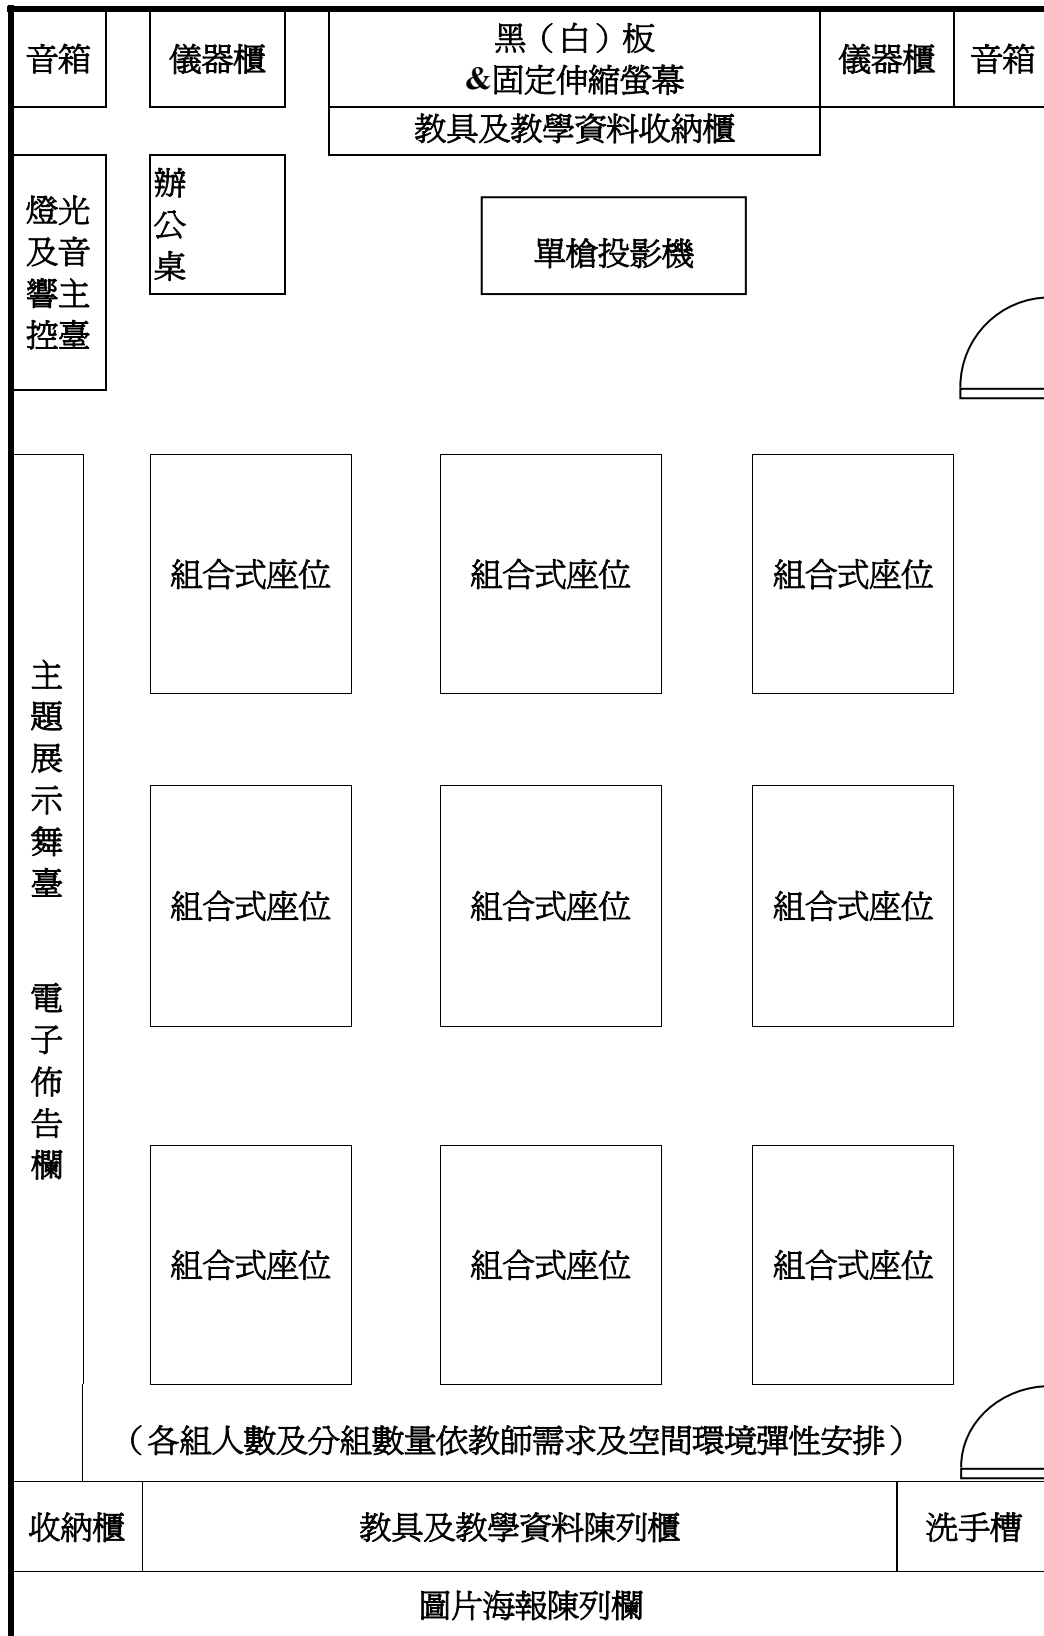 音箱
儀器櫃
黑（白）板
&固定伸縮螢幕
儀器櫃
音箱
教具及教學資料收納櫃
燈光
及音
響主
控臺
辦
公
桌
單槍投影機
組合式座位
組合式座位
組合式座位
主
題
展
示
舞
臺
電
子
佈
告
欄
組合式座位
組合式座位
組合式座位
組合式座位
組合式座位
組合式座位
（各組人數及分組數量依教師需求及空間環境彈性安排）
收納櫃
教具及教學資料陳列櫃
洗手槽
圖片海報陳列欄